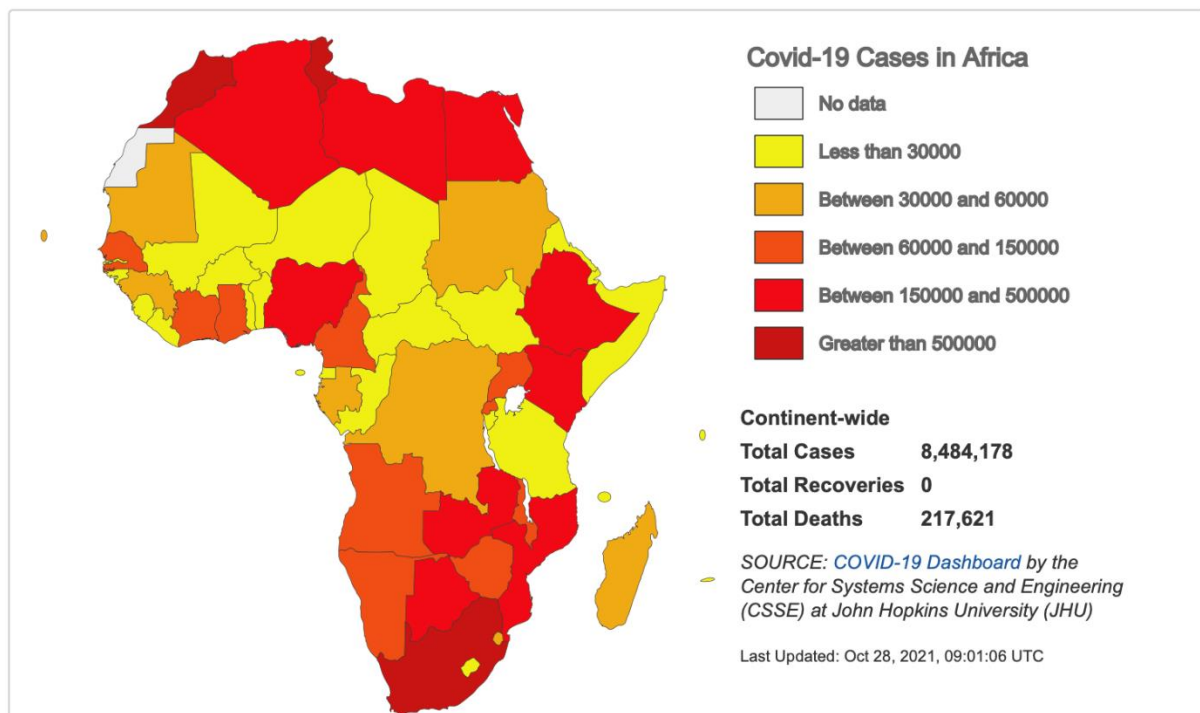 Covid-19 Cases in Africa
No data
Less than 30000
Between 30000 and 60000
Between 60000 and 150000
Between 150000 and 500000
Greater than 500000
Continent-wide
Total Cases 8,484,178
Total Recoveries 0
Total Deaths 217,621
SOURCE: COVID-19 Dashboard by the
Center for Systems Science and Engineering
(CSSE) at John Hopkins University (JHU)
Last Updated: Oct 28, 2021, 09:01:06 UTC